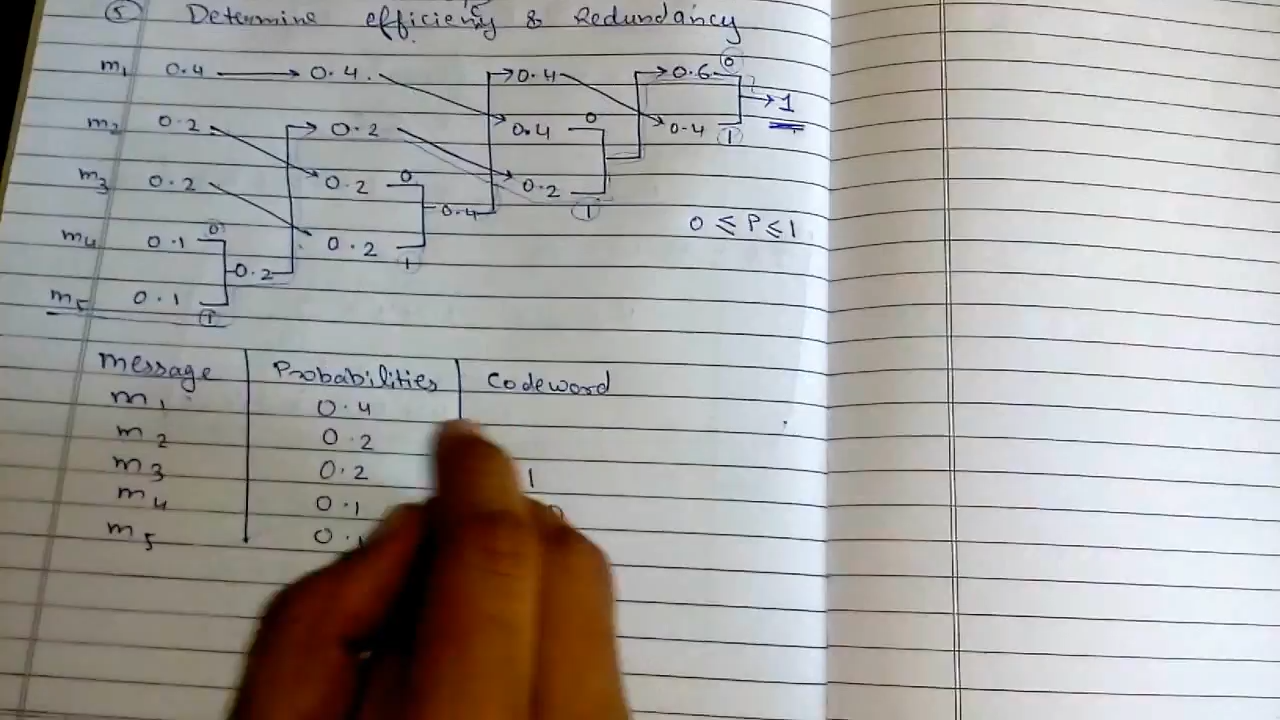 ⑤ Determine efficiency & Redundancy
m1 0.4 → 0.4 → 0.4 → 0.6 0
→ 1
m2 0.2 → 0.2 0.4 0 0.4 1
m3 0.2 0.2 0 0.2 1
0.4
0 ≤ P ≤ 1
m4 0.1 0 0.2 1
0.2
m5 0.1 1
message Probabilities Codeword
m1 0.4
m2 0.2
m3 0.2 1
m4 0.1
m5 0.